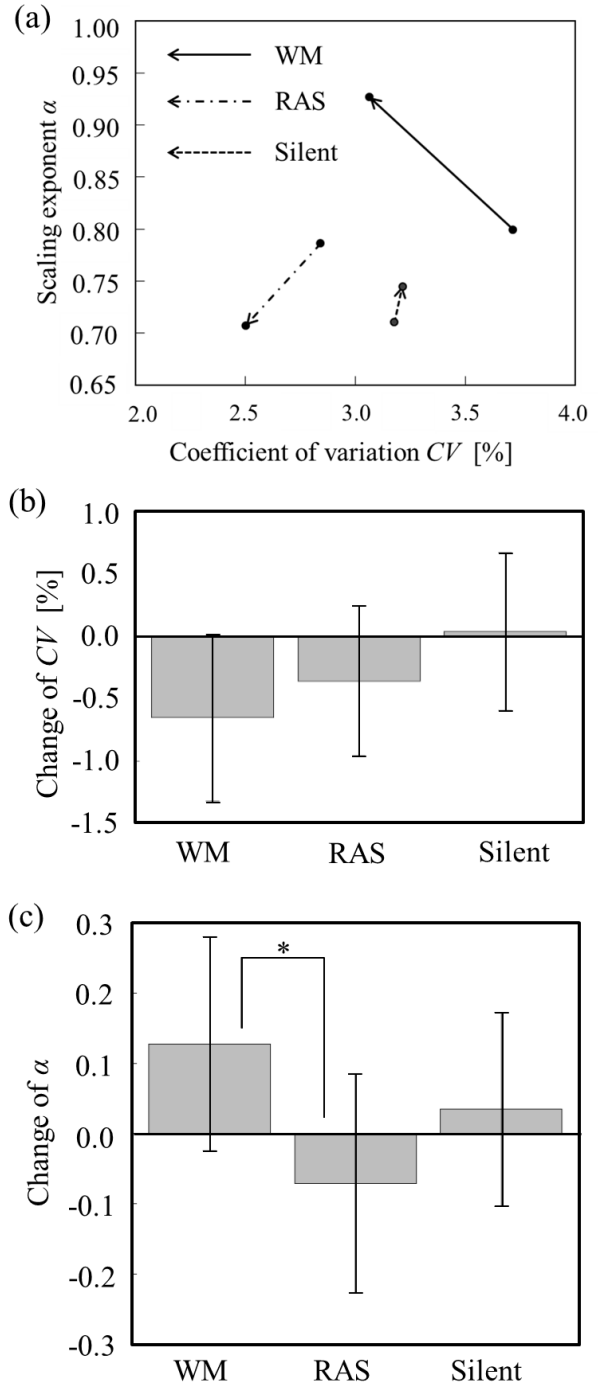 (a)
1.00
0.95
0.90
0.85
0.80
0.75
0.70
0.65
Scaling exponent α
WM
RAS
Silent
2.0 2.5 3.0 3.5 4.0
Coefficient of variation CV [%]
(b)
1.0
0.5
0.0
-0.5
-1.0
-1.5
Change of CV [%]
WM RAS Silent
(c)
0.3
0.2
0.1
0.0
-0.1
-0.2
-0.3
Change of α
*
WM RAS Silent